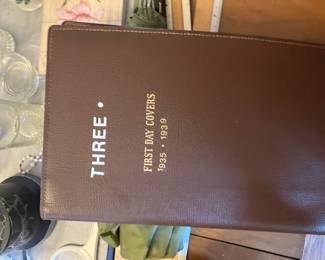 THREE •
FIRST DAY COVERS
1935 • 1939